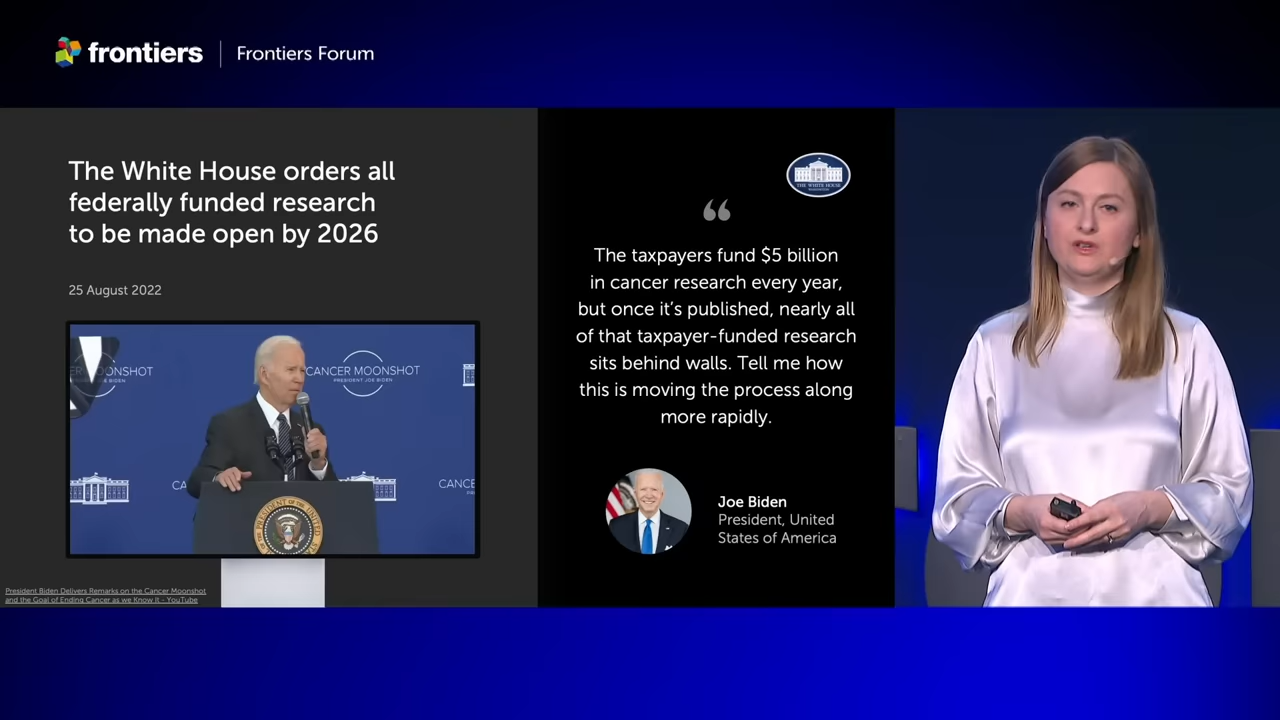 frontiers
Frontiers Forum
The White House orders all
federally funded research
to be made open by 2026
25 August 2022
CANCER MOONSHOT
PRESIDENT JOE BIDEN
THE WHITE HOUSE
WASHINGTON
“
The taxpayers fund $5 billion
in cancer research every year,
but once it’s published, nearly all
of that taxpayer-funded research
sits behind walls. Tell me how
this is moving the process along
more rapidly.
Joe Biden
President, United
States of America
President Biden Delivers Remarks on the Cancer Moonshot
and the Goal of Ending Cancer as we Know It - YouTube